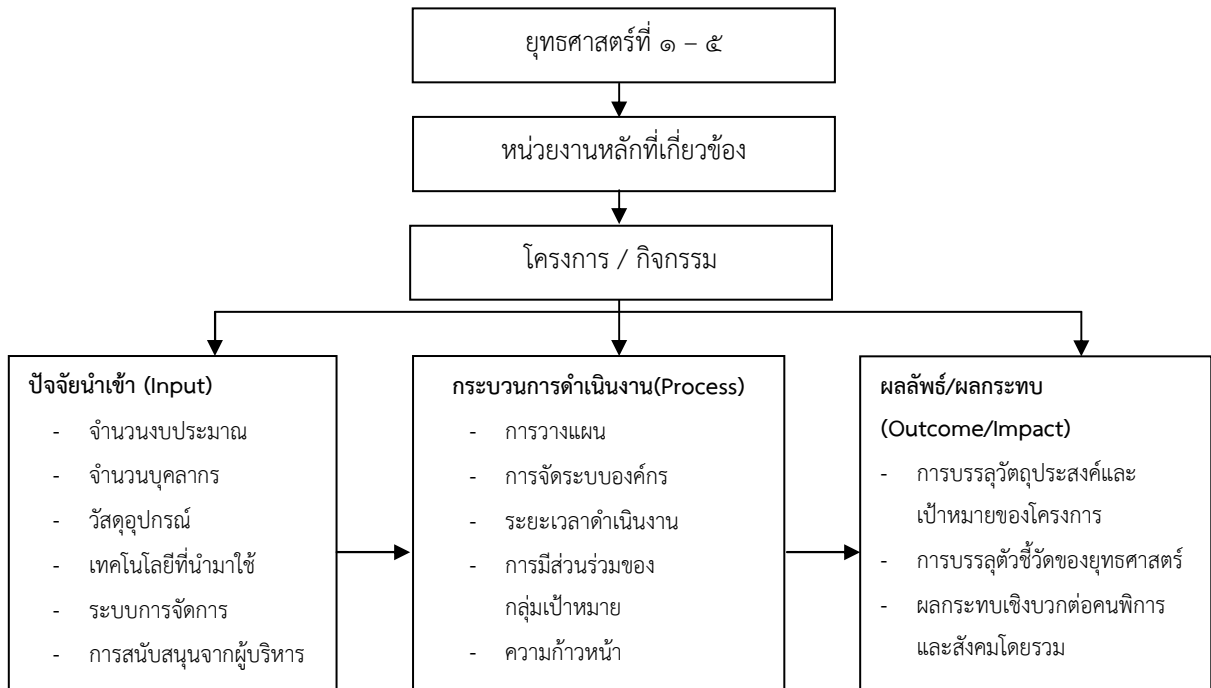 ยุทธศาสตร์ที่ ๑ – ๕
หน่วยงานหลักที่เกี่ยวข้อง
โครงการ / กิจกรรม
ปัจจัยนำเข้า (Input)
- จำนวนงบประมาณ
- จำนวนบุคลากร
- วัสดุอุปกรณ์
- เทคโนโลยีที่นำมาใช้
- ระบบการจัดการ
- การสนับสนุนจากผู้บริหาร
กระบวนการดำเนินงาน(Process)
- การวางแผน
- การจัดระบบองค์กร
- ระยะเวลาดำเนินงาน
- การมีส่วนร่วมของ
กลุ่มเป้าหมาย
- ความก้าวหน้า
ผลลัพธ์/ผลกระทบ
(Outcome/Impact)
- การบรรลุวัตถุประสงค์และ
เป้าหมายของโครงการ
- การบรรลุตัวชี้วัดของยุทธศาสตร์
- ผลกระทบเชิงบวกต่อคนพิการ
และสังคมโดยรวม